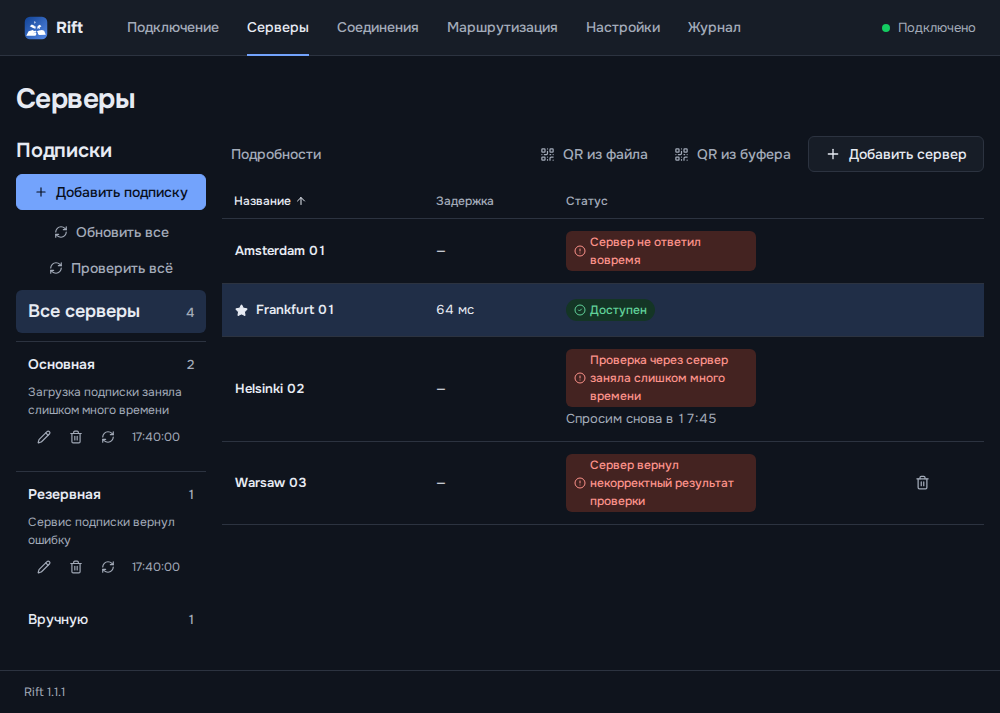 Rift
Подключение
Серверы
Соединения
Маршрутизация
Настройки
Журнал
Подключено
Серверы
Подписки
Добавить подписку
Обновить все
Проверить всё
Все серверы 4
Основная 2
Загрузка подписки заняла
слишком много времени
17:40:00
Резервная 1
Сервис подписки вернул
ошибку
17:40:00
Вручную 1
Подробности
QR из файла
QR из буфера
Добавить сервер
Название
Задержка
Статус
Amsterdam 01
–
Сервер не ответил
вовремя
Frankfurt 01
64 мс
Доступен
Helsinki 02
–
Проверка через сервер
заняла слишком много
времени
Спросим снова в 17:45
Warsaw 03
–
Сервер вернул
некорректный результат
проверки
Rift 1.1.1